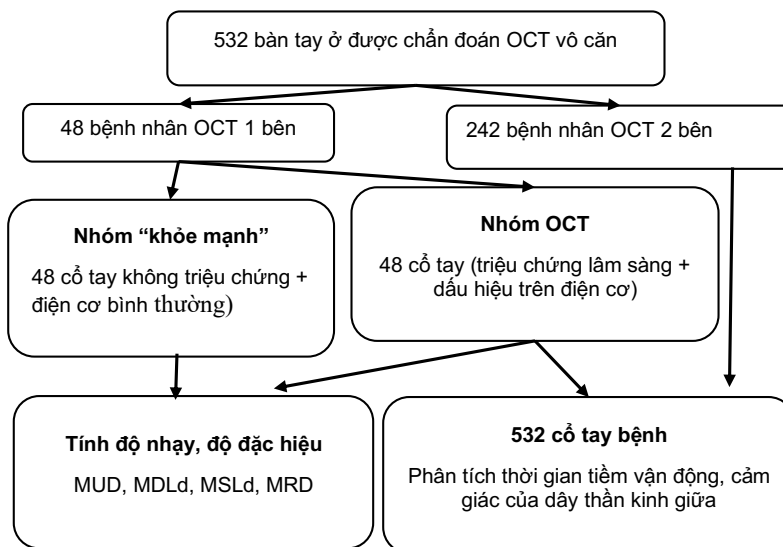 532 bàn tay ở được chẩn đoán OCT vô căn
48 bệnh nhân OCT 1 bên
242 bệnh nhân OCT 2 bên
Nhóm “khỏe mạnh”
48 cổ tay không triệu chứng +
điện cơ bình thường)
Nhóm OCT
48 cổ tay (triệu chứng lâm sàng +
dấu hiệu trên điện cơ)
Tính độ nhạy, độ đặc hiệu
MUD, MDLd, MSLd, MRD
532 cổ tay bệnh
Phân tích thời gian tiềm vận động, cảm
giác của dây thần kinh giữa